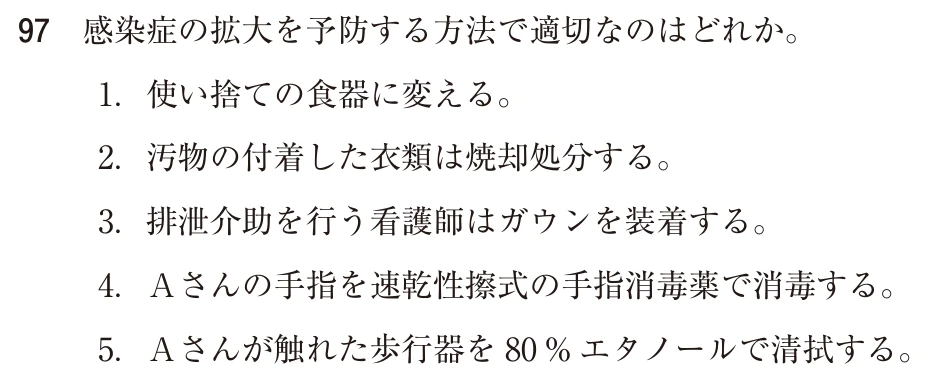 97 感染症の拡大を予防する方法で適切なのはどれか。
1. 使い捨ての食器に変える。
2. 汚物の付着した衣類は焼却処分する。
3. 排泄介助を行う看護師はガウンを装着する。
4. Aさんの手指を速乾性擦式の手指消毒薬で消毒する。
5. Aさんが触れた歩行器を 80 % エタノールで清拭する。